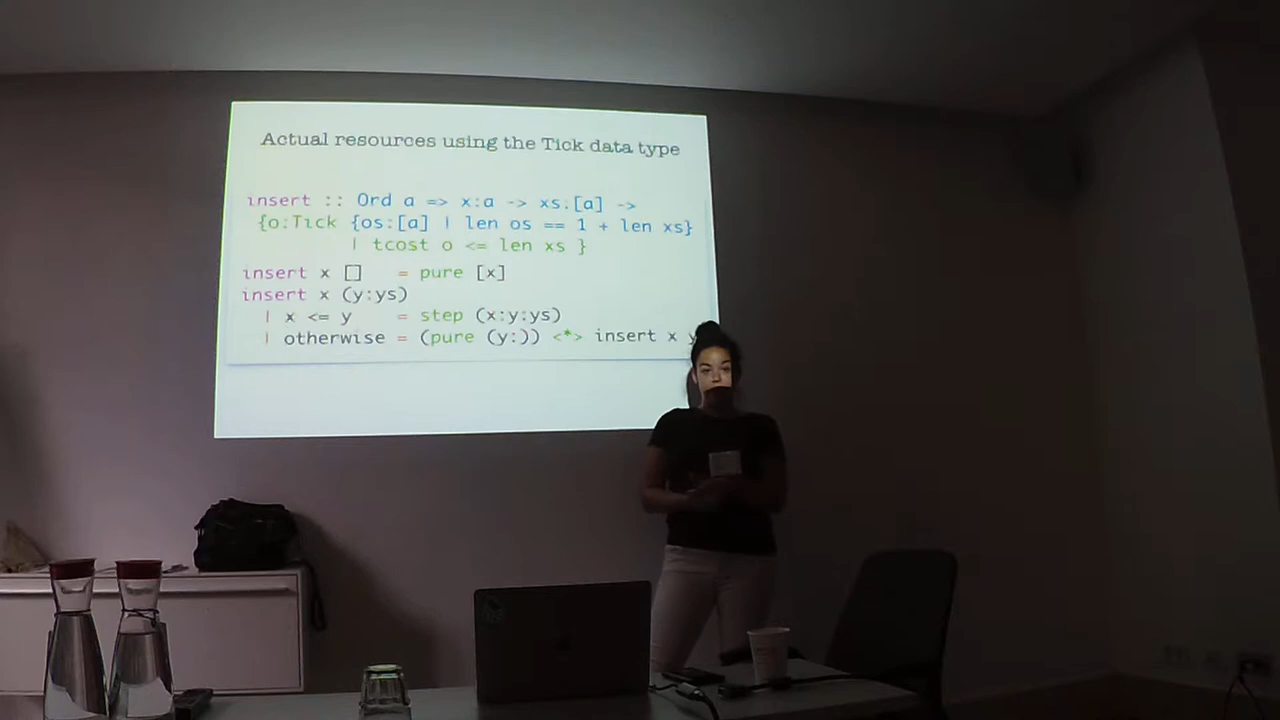 Actual resources using the Tick data type
insert :: Ord a => x:a -> xs:[a] ->
{o:Tick {os:[a] | len os == 1 + len xs}
| tcost o <= len xs }
insert x [] = pure [x]
insert x (y:ys)
| x <= y = step (x:y:ys)
| otherwise = (pure (y:)) <*> insert x